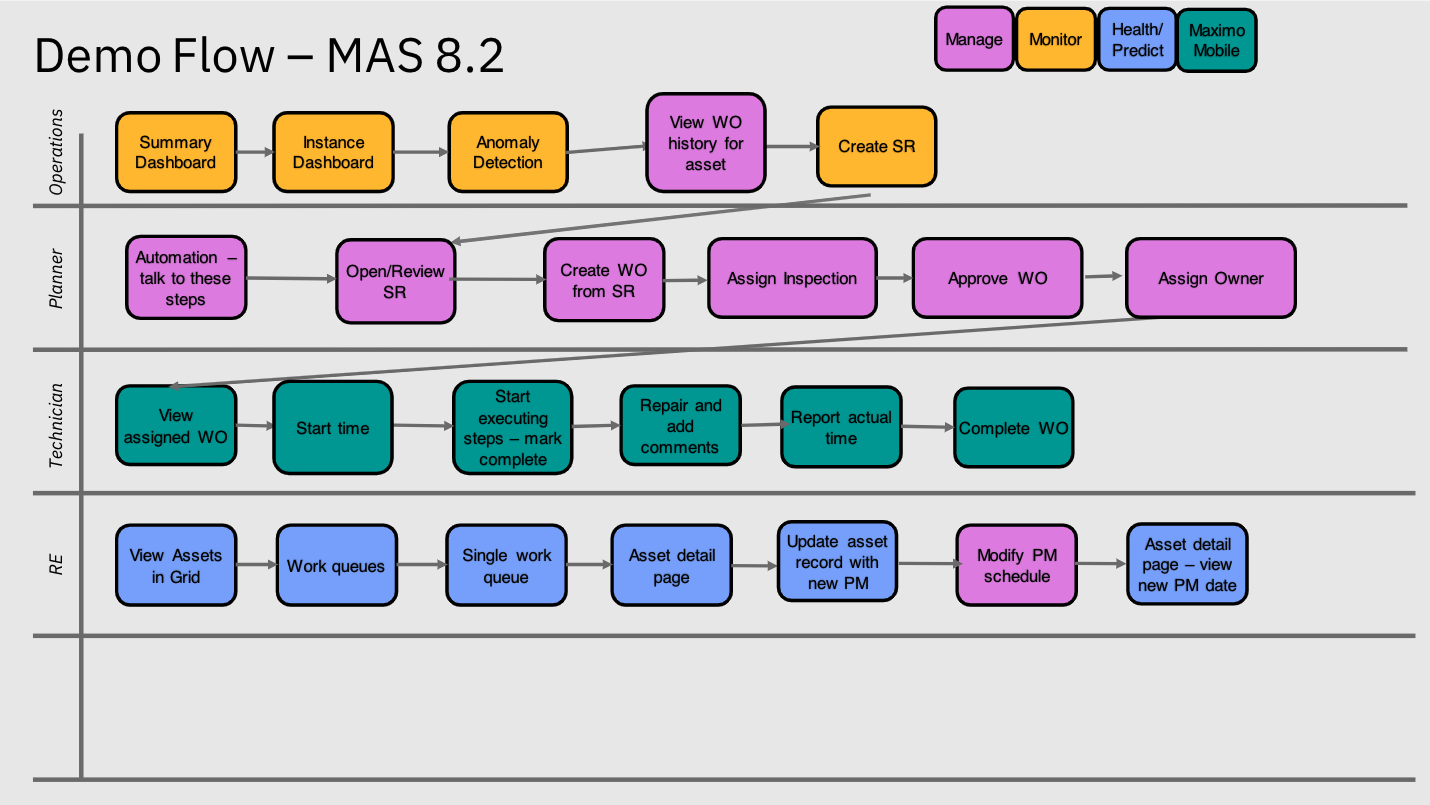 Demo Flow – MAS 8.2
Manage
Monitor
Health/
Predict
Maximo
Mobile
Operations
Summary
Dashboard
Instance
Dashboard
Anomaly
Detection
View WO
history for
asset
Create SR
Planner
Automation –
talk to these
steps
Open/Review
SR
Create WO
from SR
Assign Inspection
Approve WO
Assign Owner
Technician
View
assigned WO
Start time
Start
executing
steps – mark
complete
Repair and
add
comments
Report actual
time
Complete WO
RE
View Assets
in Grid
Work queues
Single work
queue
Asset detail
page
Update asset
record with
new PM
Modify PM
schedule
Asset detail
page – view
new PM date